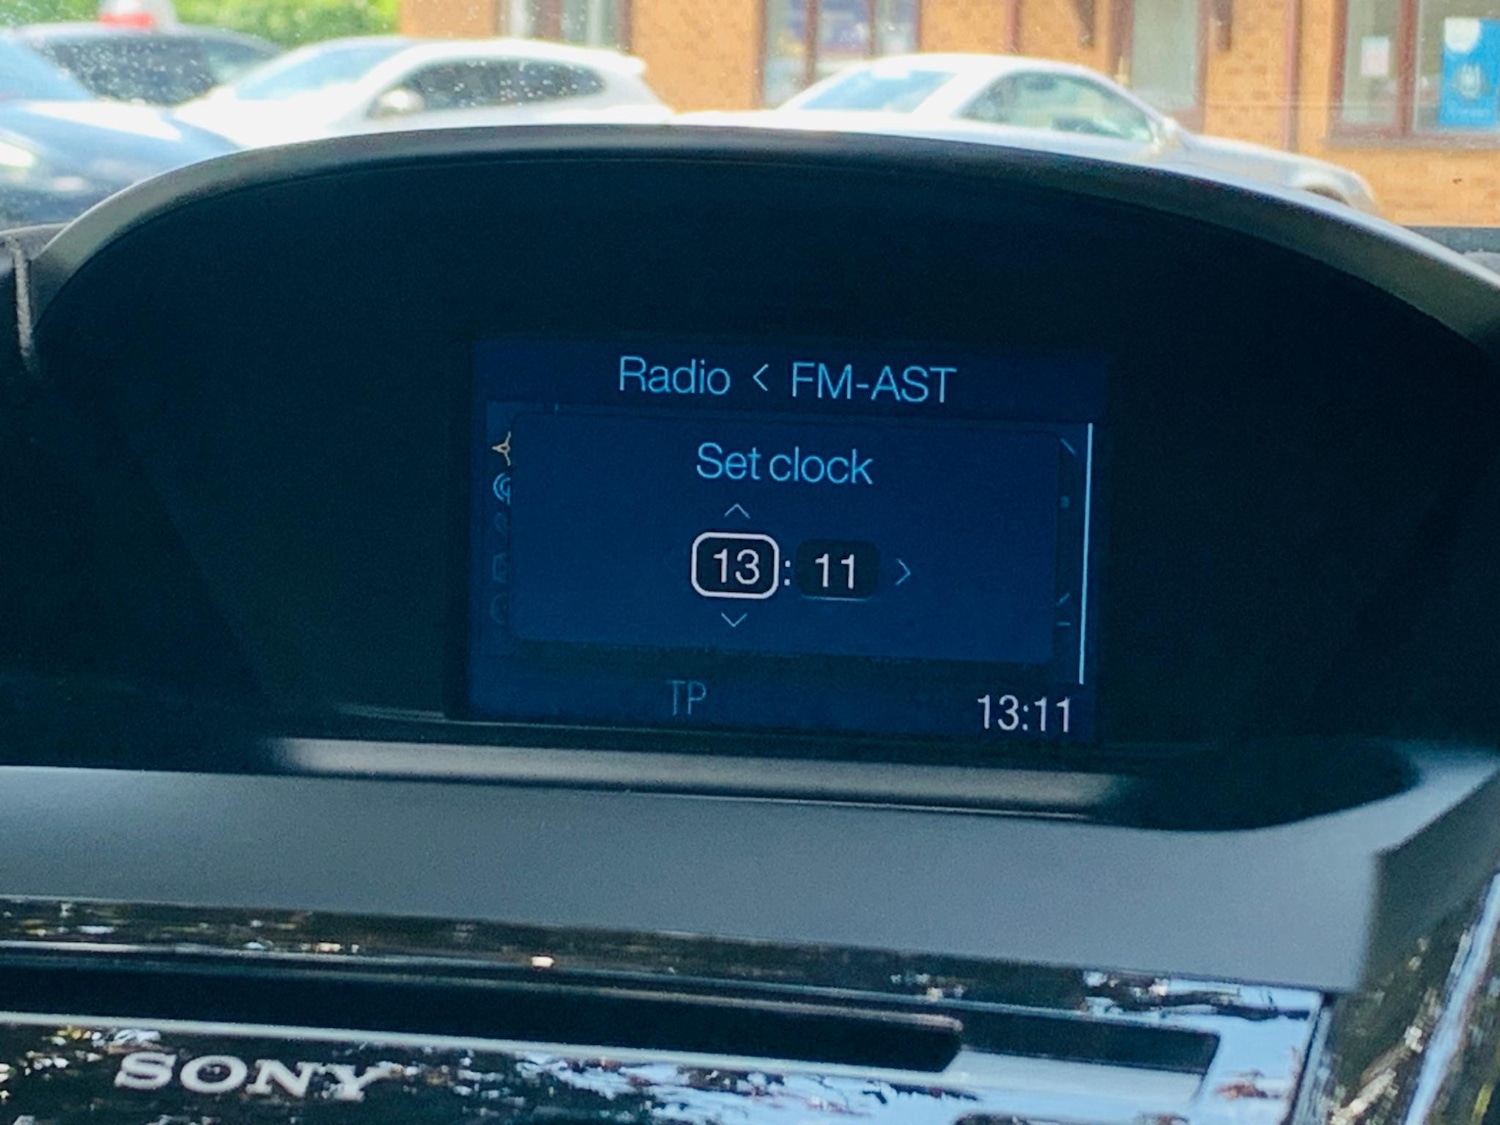 Radio < FM-AST
Set clock
13 : 11 >
TP
13:11
SONY